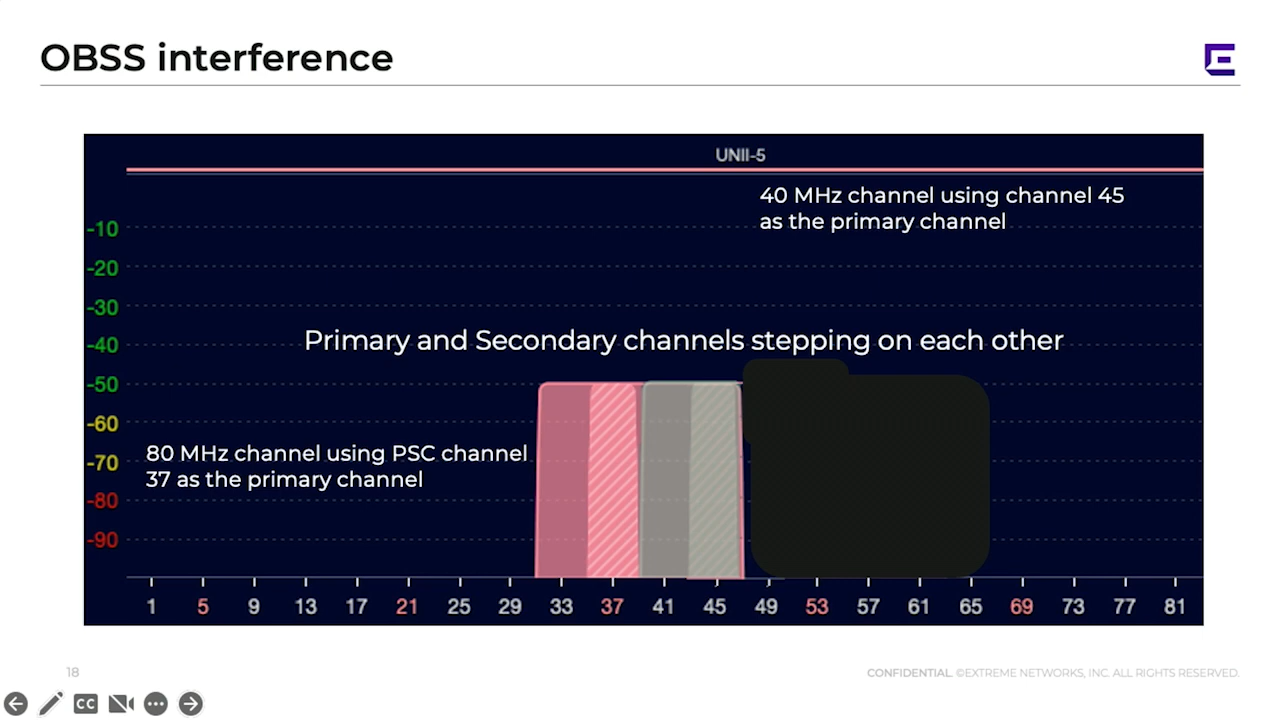 OBSS interference
UNII-5
40 MHz channel using channel 45
as the primary channel
-10
-20
-30
Primary and Secondary channels stepping on each other
-40
-50
-60
80 MHz channel using PSC channel
-70
37 as the primary channel
-80
-90
1 5 9 13 17 21 25 29 33 37 41 45 49 53 57 61 65 69 73 77 81
18
CONFIDENTIAL. ©EXTREME NETWORKS, INC. ALL RIGHTS RESERVED.
CC